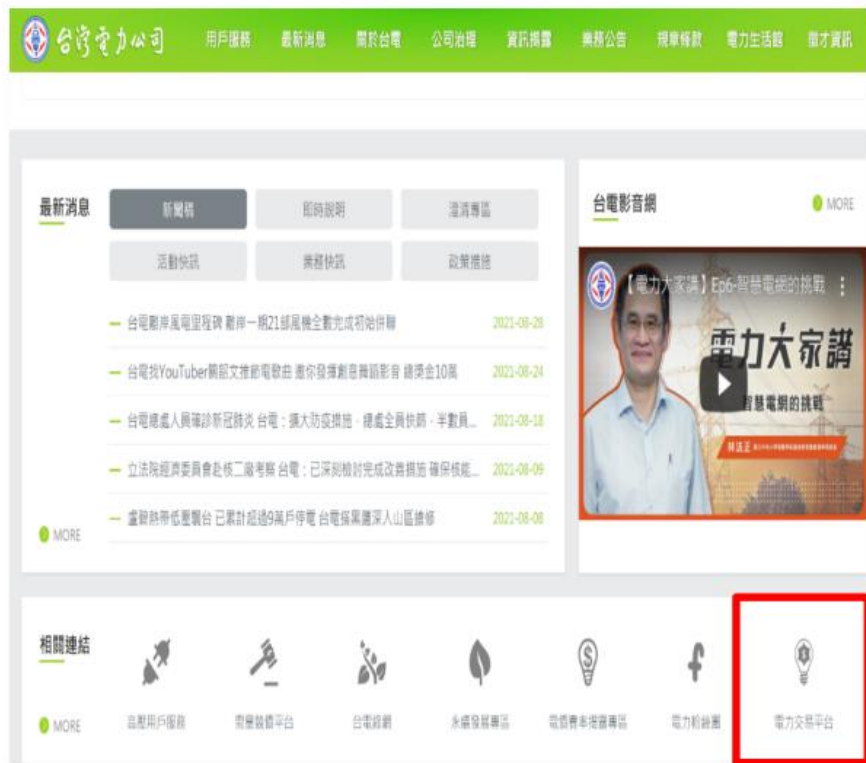 台灣電力公司 用戶服務 最新消息 關於台電 公司治理 資訊揭露 業務公告 規章條款 電力生活館 徵才資訊
最新消息 新聞稿 即時說明 澄清專區
活動快訊 業務快訊 政策措施
台電離岸風電里程碑 離岸一期21部風機全數完成初始併聯 2021-08-28
台電找YouTuber關韶文推節電歌曲 邀你發揮創意舞蹈影音 總獎金10萬 2021-08-24
台電總處人員確診新冠肺炎 台電：擴大防疫措施、總處全員快篩、半數員... 2021-08-18
立法院經濟委員會赴核二廠考察 台電：已深刻檢討完成改善措施 確保核能... 2021-08-09
盧碧熱帶低壓襲台 已累計超過9萬戶停電 台電搭黑鷹深入山區搶修 2021-08-08
MORE
台電影音網 MORE
【電力大家講】Ep6-智慧電網的挑戰
電力大家講
智慧電網的挑戰
林法正
相關連結
MORE
高壓用戶服務 需量競價平台 台電綠網 永續發展專區 電價費率揭露專區 電力粉絲團 電力交易平台